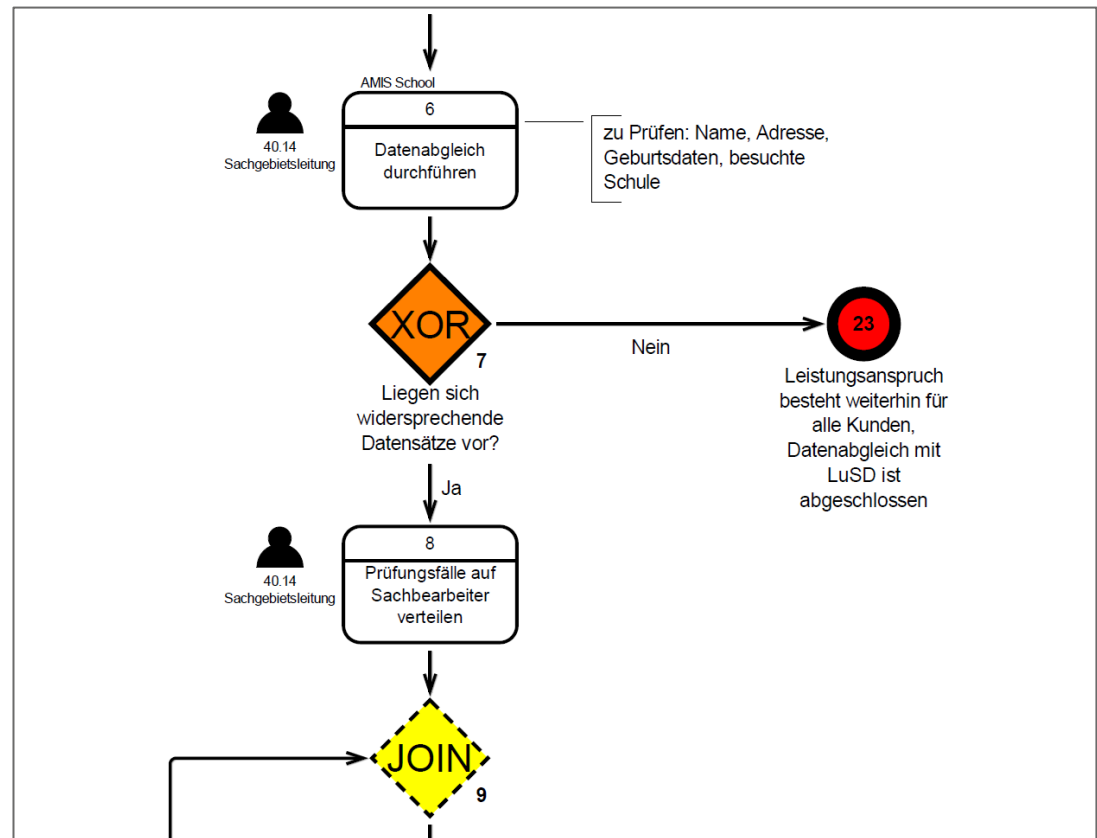 AMIS School
6
40.14
Sachgebietsleitung
Datenabgleich
durchführen
zu Prüfen: Name, Adresse,
Geburtsdaten, besuchte
Schule
XOR
7
Nein
23
Liegen sich
widersprechende
Datensätze vor?
Leistungsanspruch
besteht weiterhin für
alle Kunden,
Datenabgleich mit
LuSD ist
abgeschlossen
Ja
8
40.14
Sachgebietsleitung
Prüfungsfälle auf
Sachbearbeiter
verteilen
JOIN
9